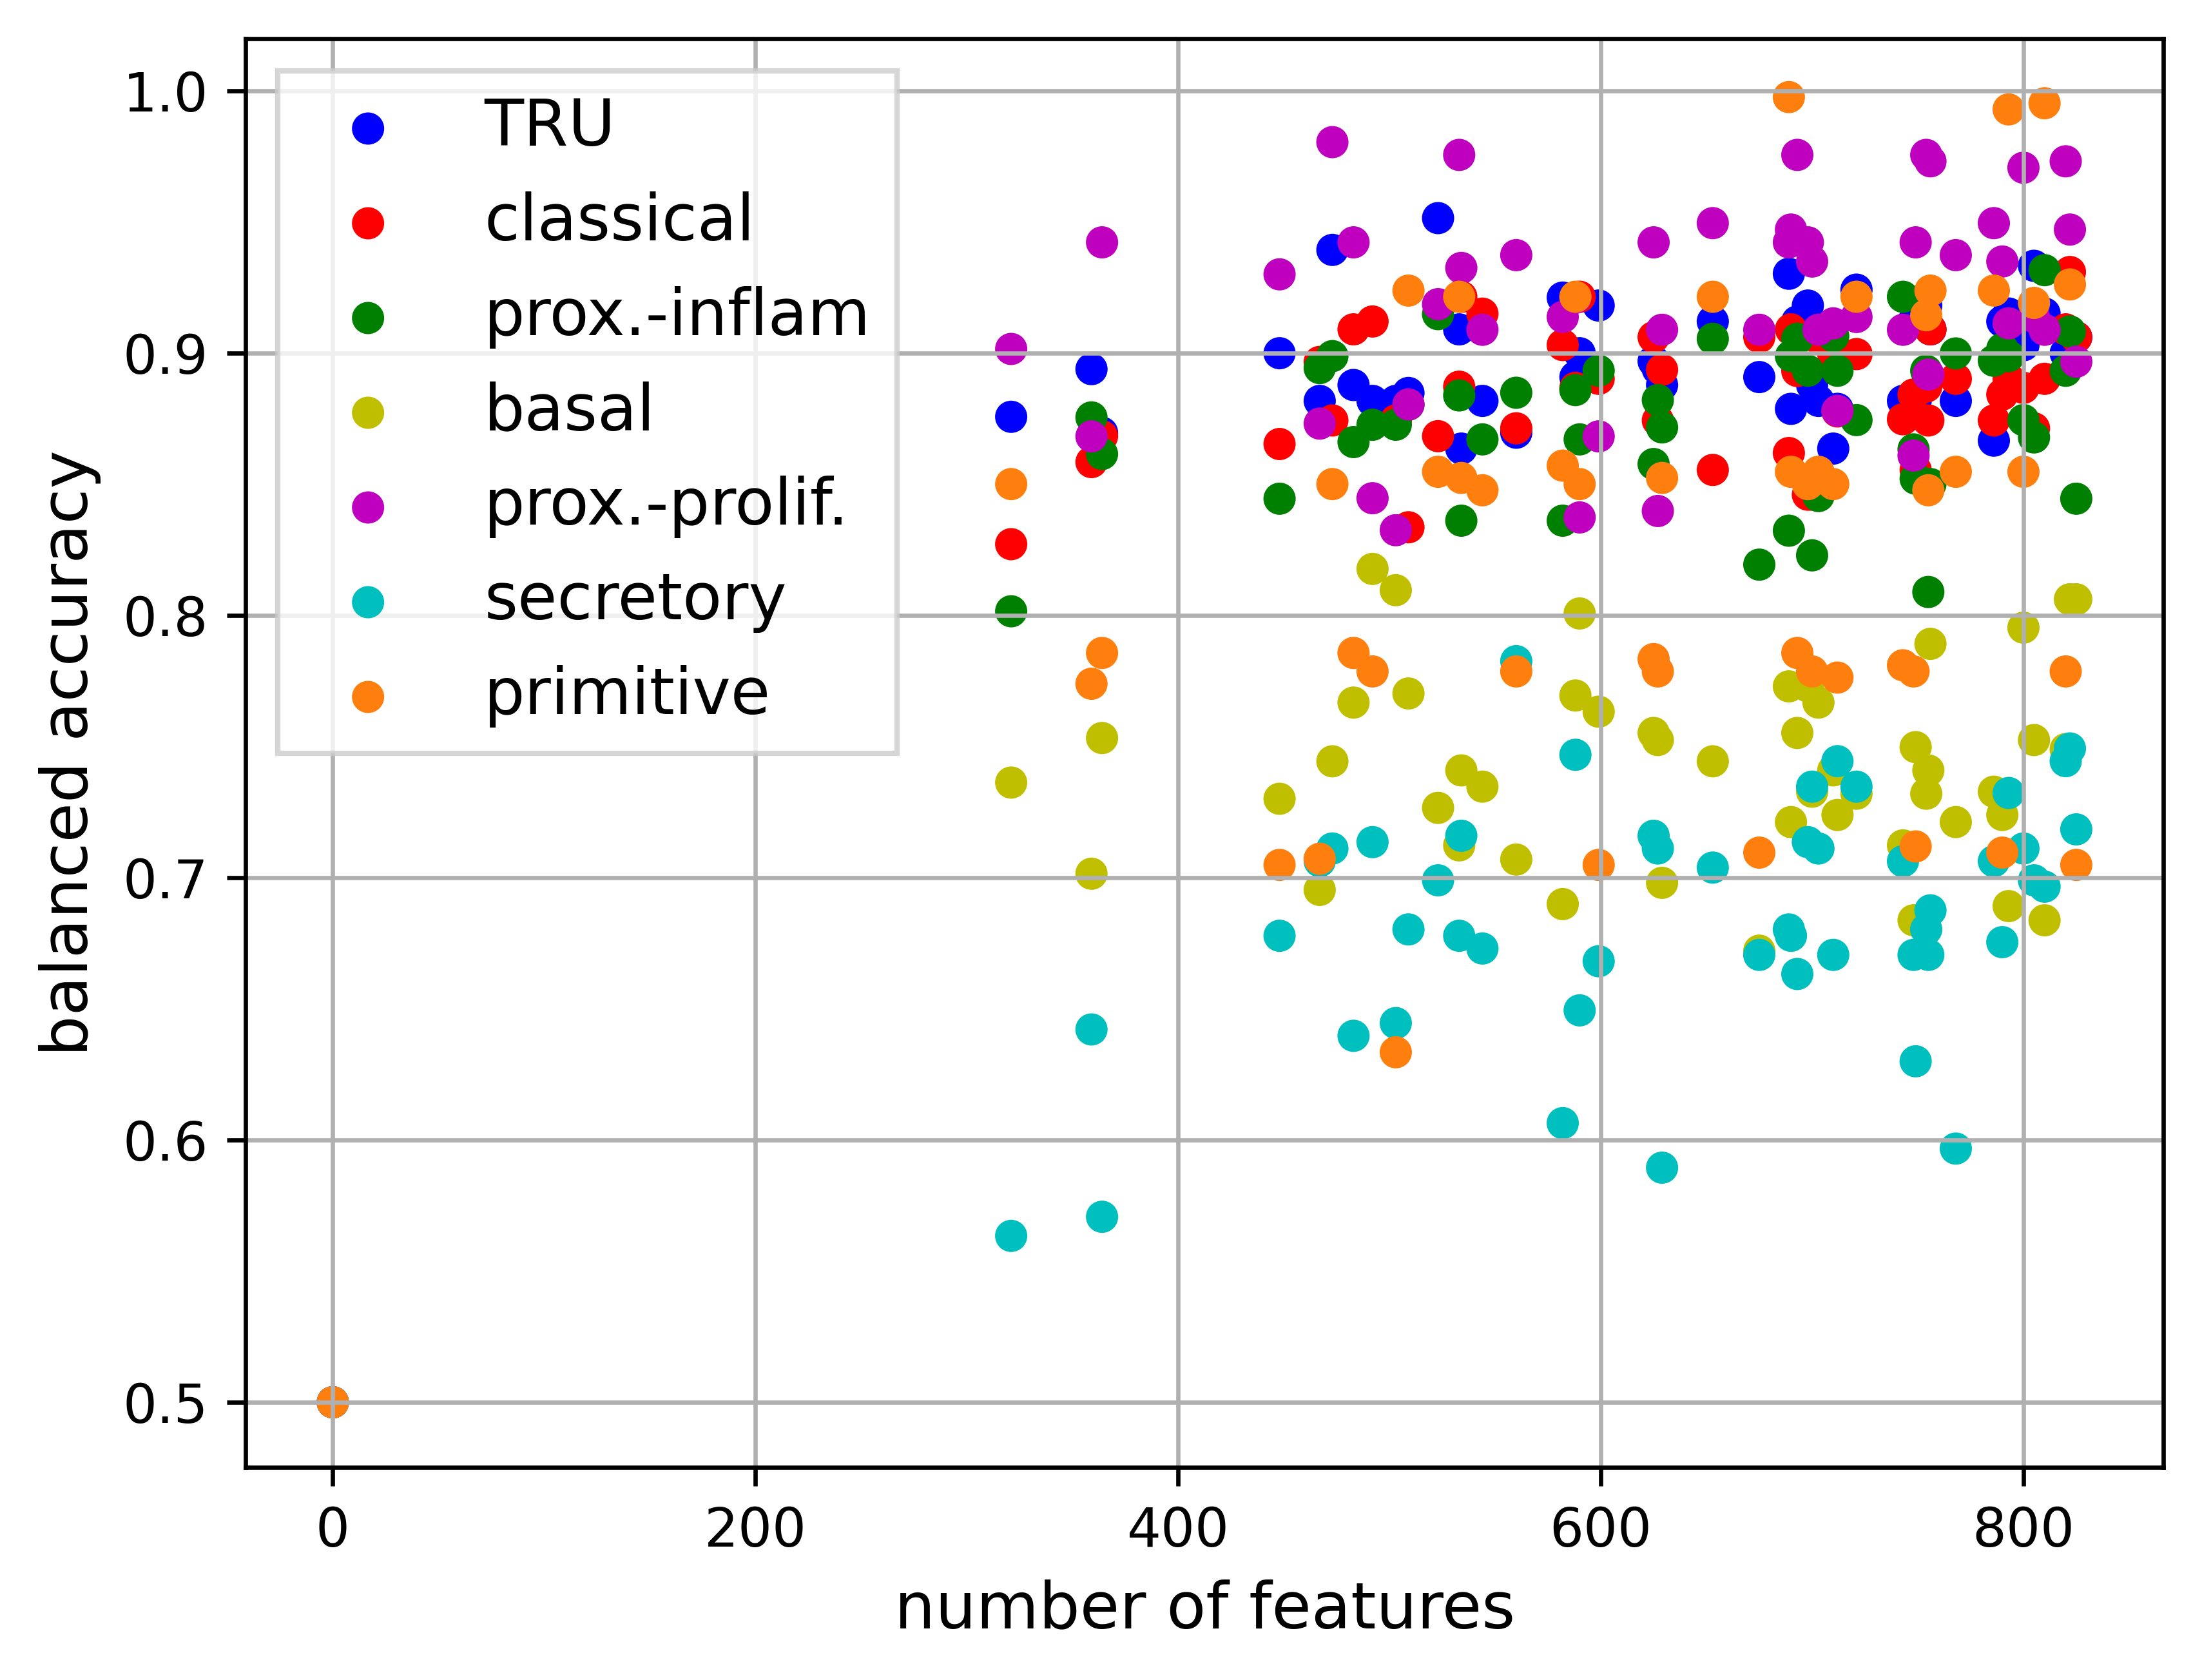 TRU
classical
prox.-inflam
basal
prox.-prolif.
secretory
primitive
1.0
0.9
0.8
0.7
0.6
0.5
balanced accuracy
0 200 400 600 800
number of features